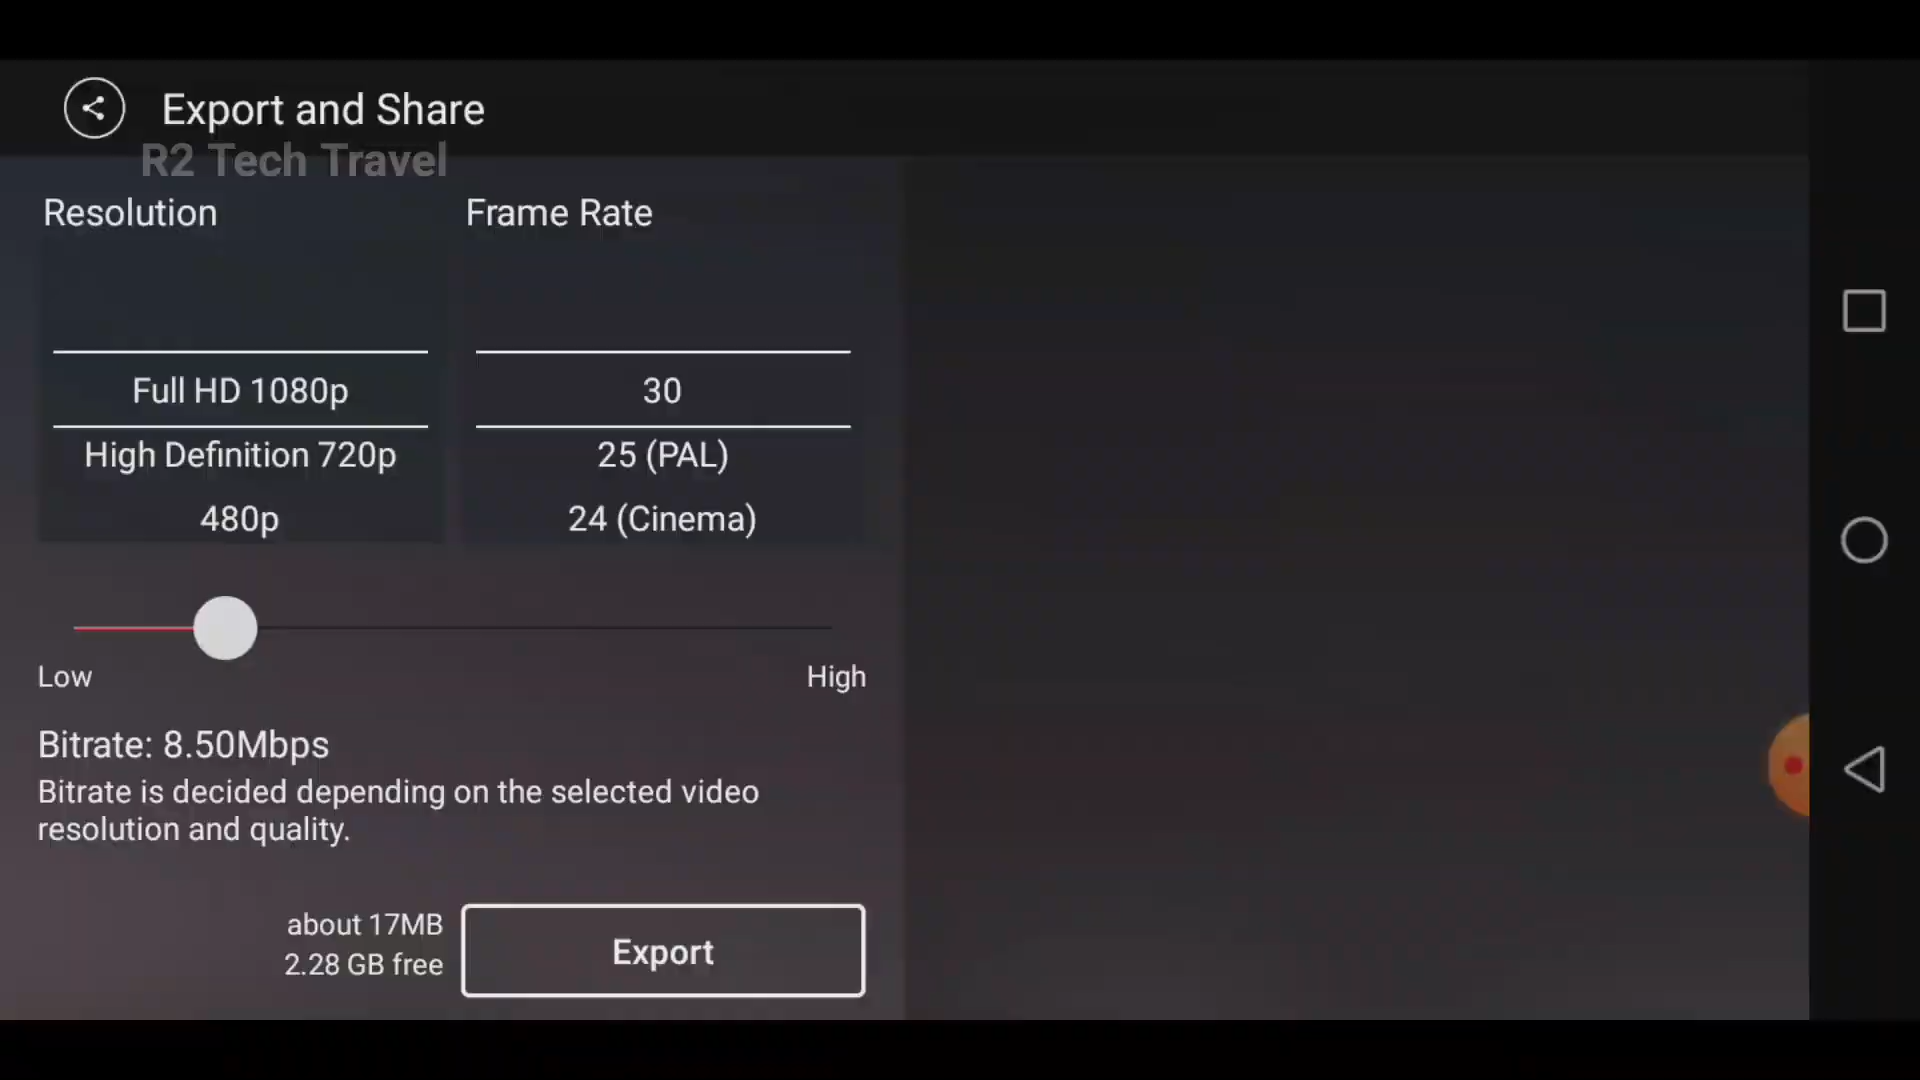 Export and Share
R2 Tech Travel
Resolution
Frame Rate
Full HD 1080p
30
High Definition 720p
25 (PAL)
480p
24 (Cinema)
Low
High
Bitrate: 8.50Mbps
Bitrate is decided depending on the selected video
resolution and quality.
about 17MB
2.28 GB free
Export